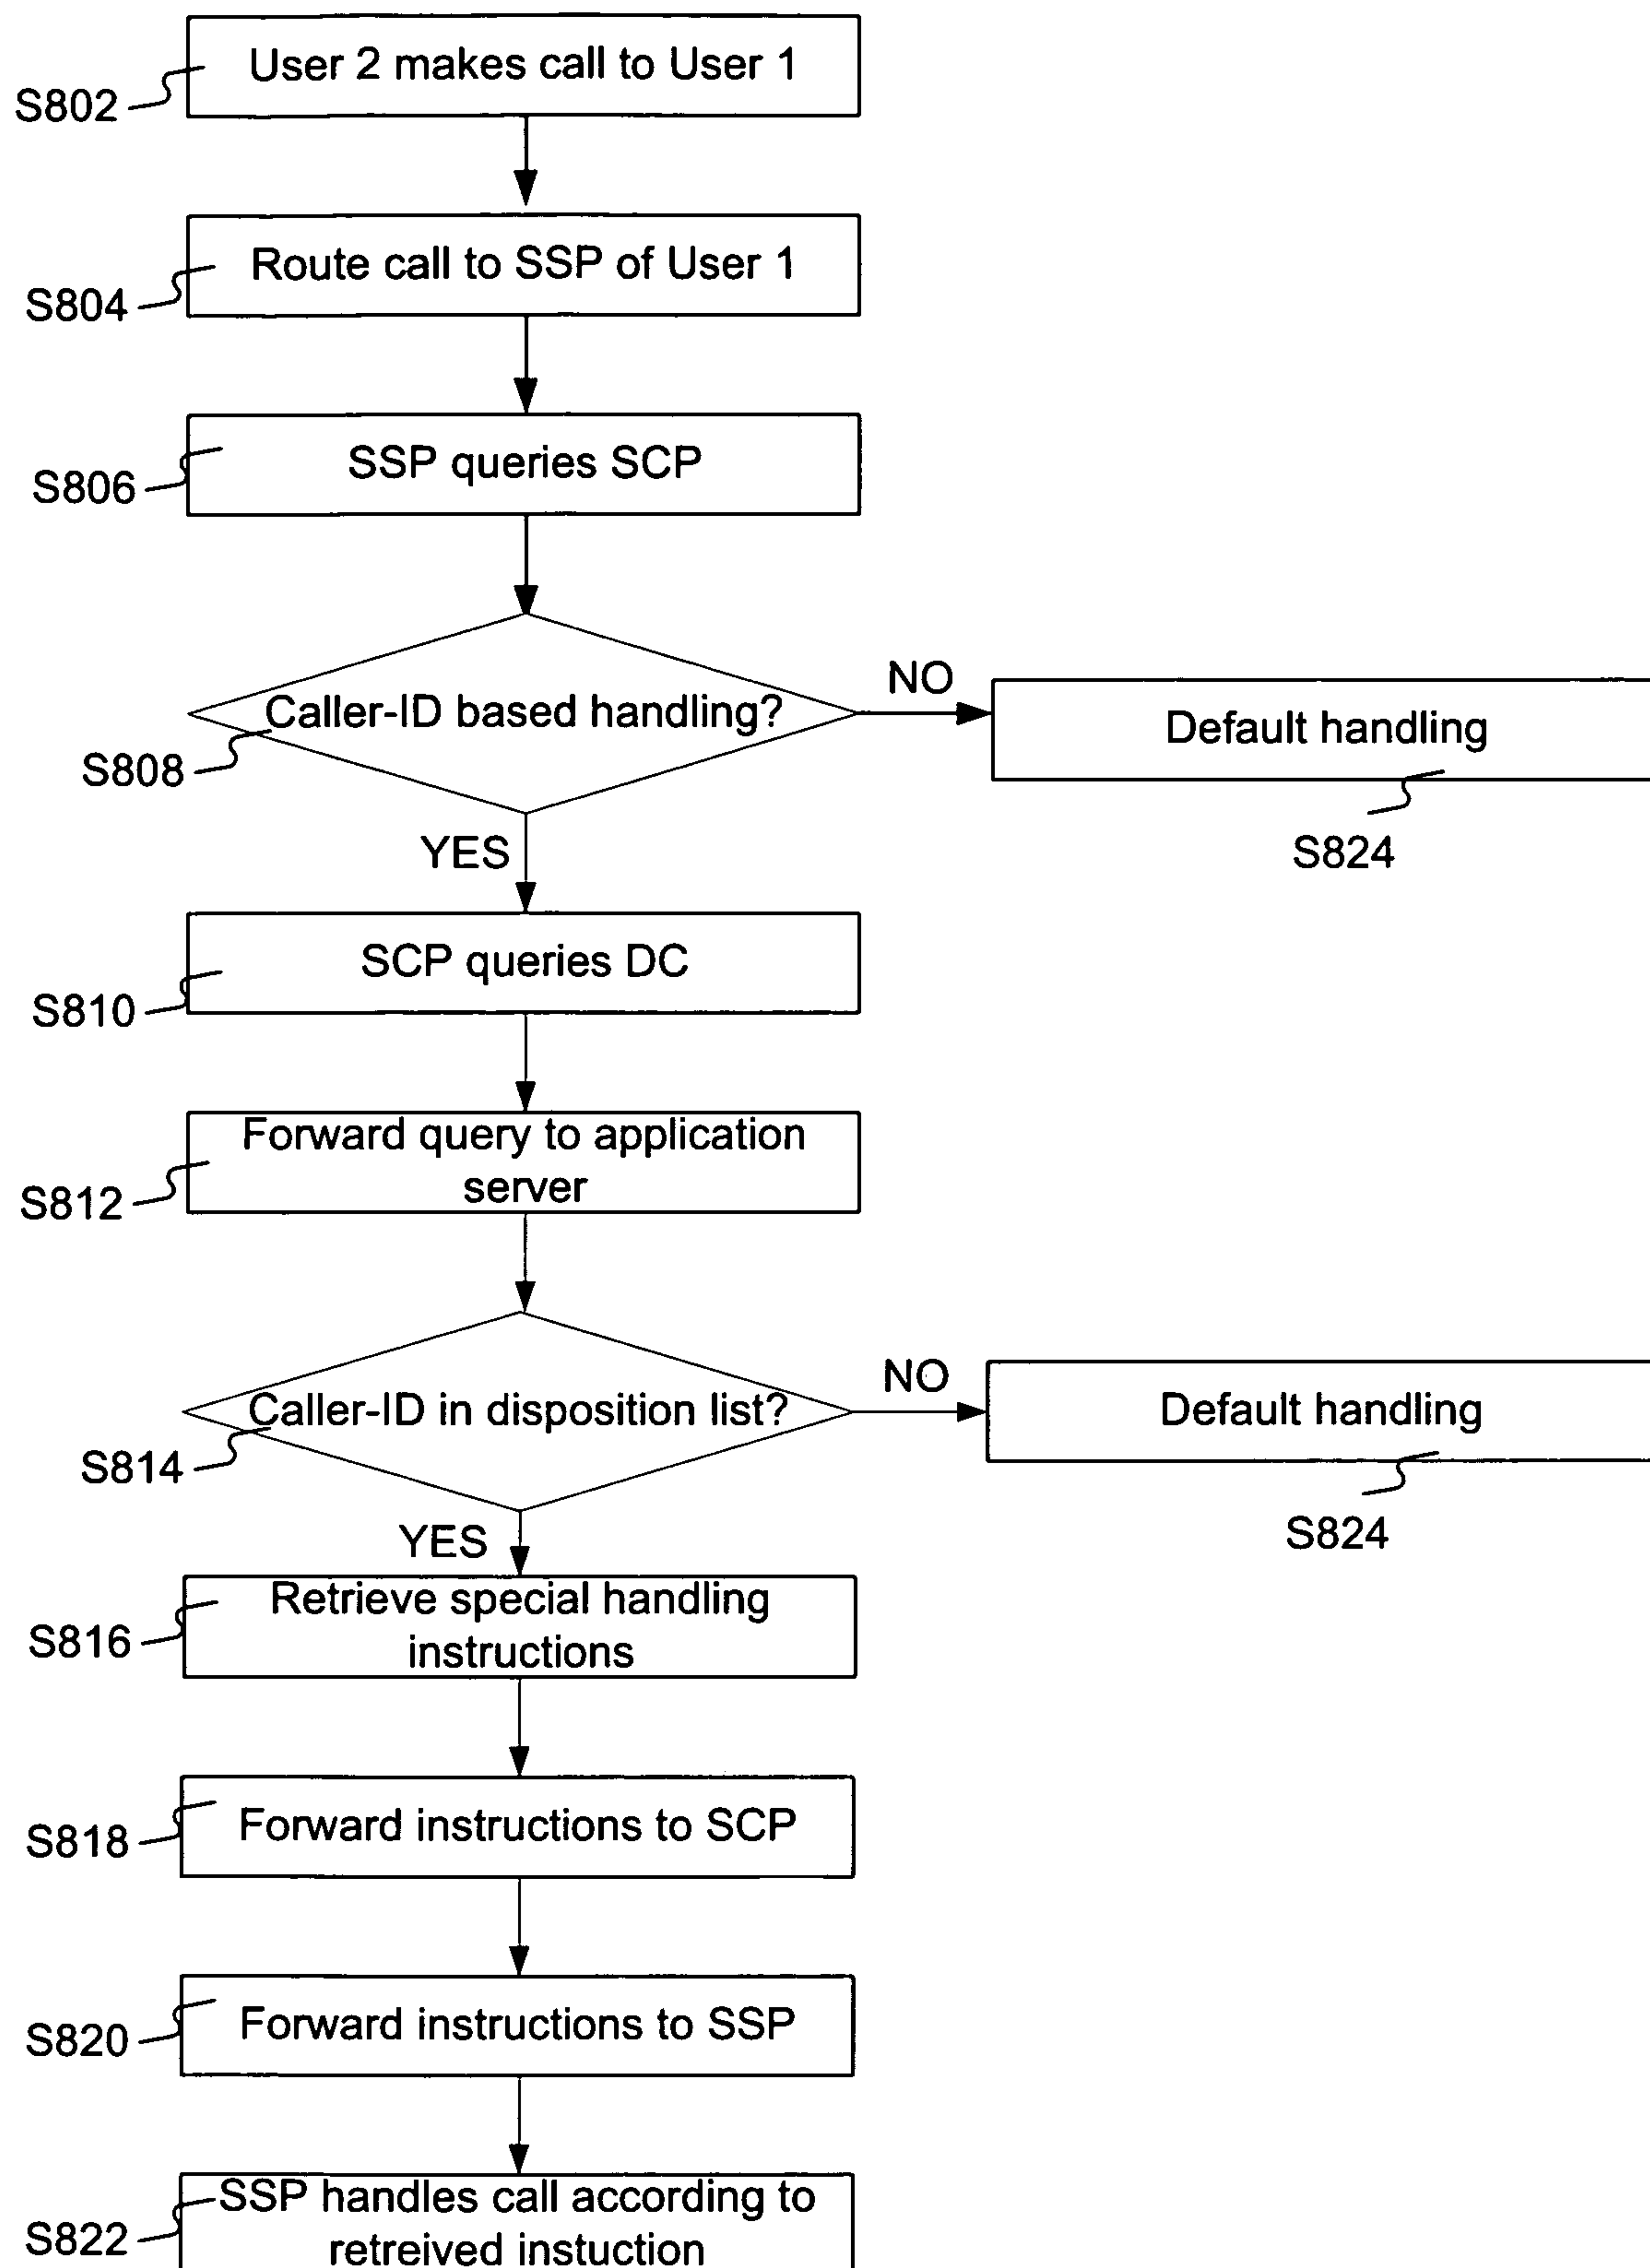 User 2 makes call to User 1
S802
Route call to SSP of User 1
S804
SSP queries SCP
S806
NO
Caller-ID based handling?
Default handling
S808
YES
S824
SCP queries DC
S810
Forward query to application
server
S812
NO
Caller-ID in disposition list?
Default handling
S814
YES
S824
Retrieve special handling
instructions
S816
Forward instructions to SCP
S818
Forward instructions to SSP
S820
SSP handles call according to
retreived instuction
S822